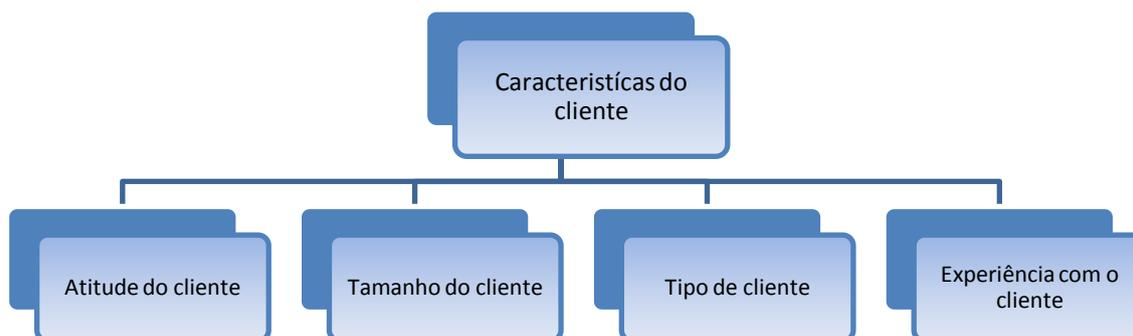 Caracteristícas do
cliente
Atitude do cliente
Tamanho do cliente
Tipo de cliente
Experiência com o
cliente